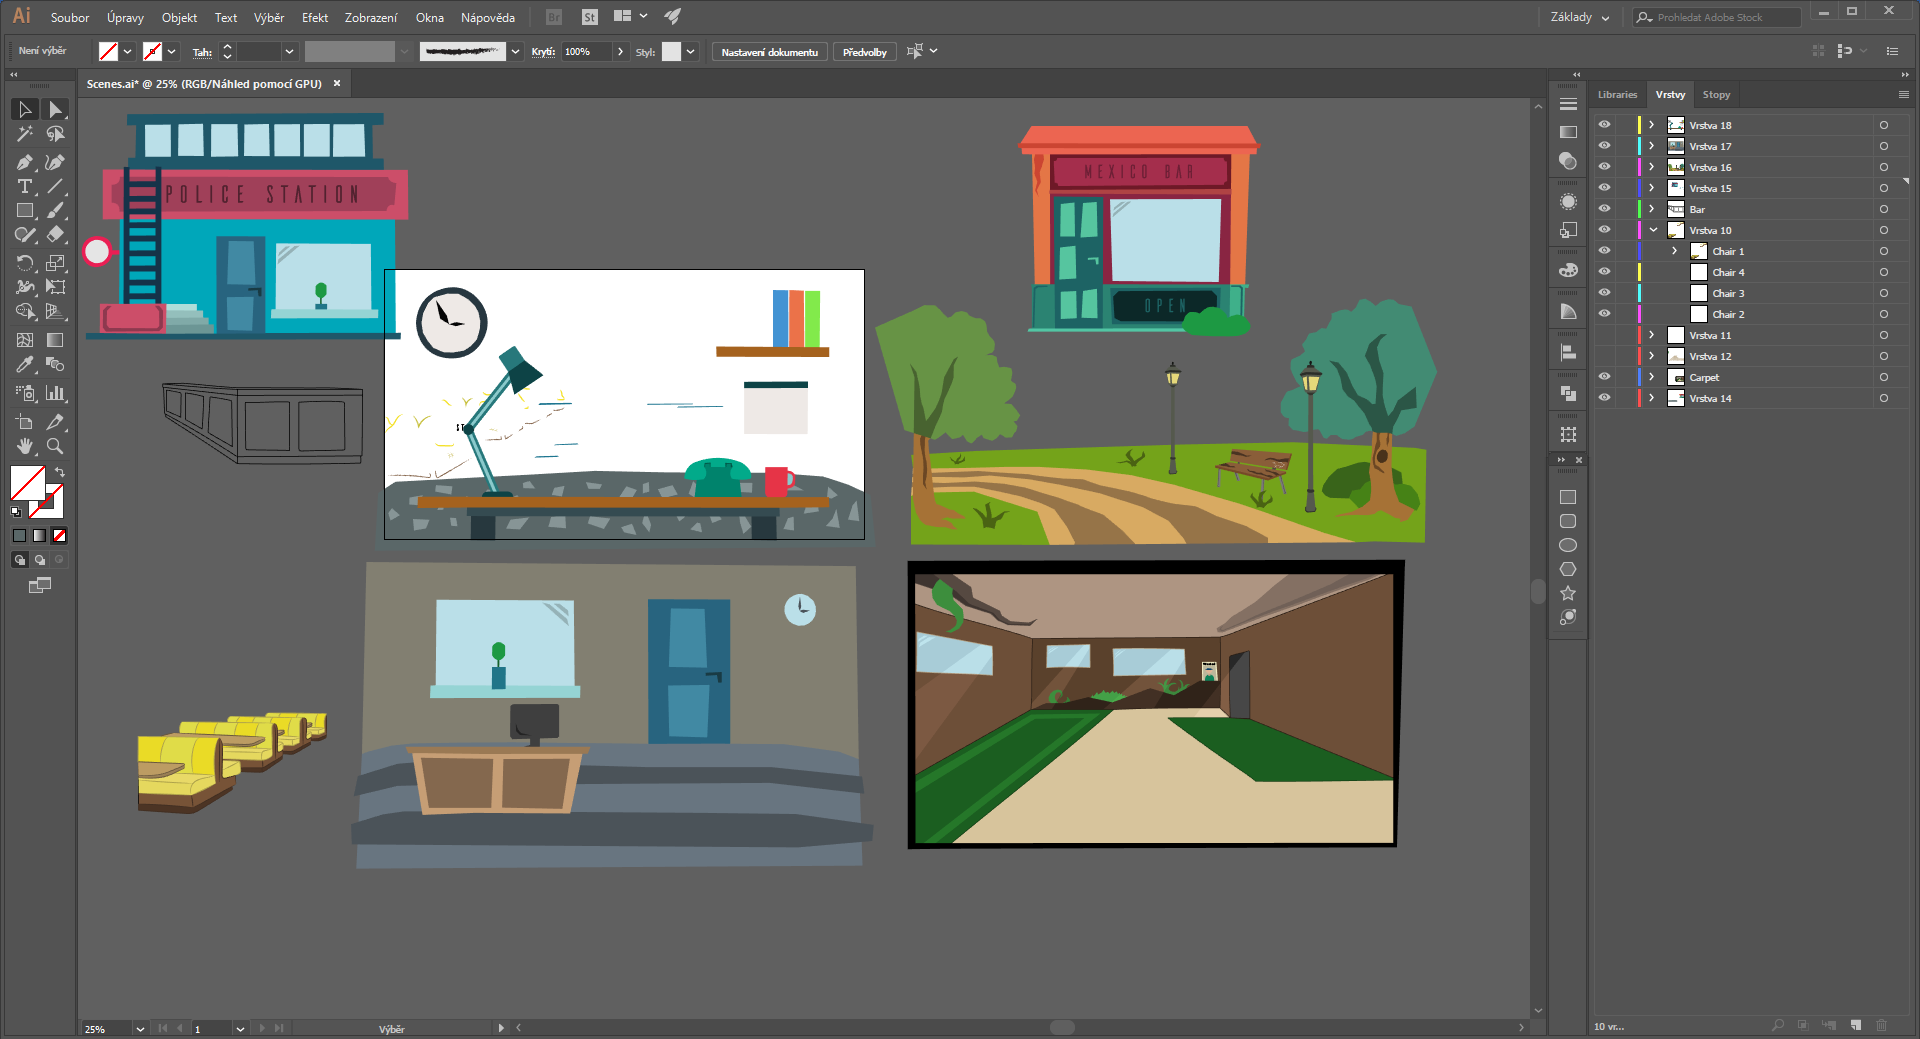 Ai Soubor Úpravy Objekt Text Výběr Efekt Zobrazení Okna Nápověda Br St Základy Prohledat Adobe Stock
Není výběr Tah: Krytí: 100% Styl: Nastavení dokumentu Předvolby
Scenes.ai* @ 25% (RGB/Náhled pomocí GPU) ×
Libraries Vrstvy Stopy
POLICE STATION
MEXICO BAR
OPEN
Vrstva 18
Vrstva 17
Vrstva 16
Vrstva 15
Bar
Vrstva 10
Chair 1
Chair 4
Chair 3
Chair 2
Vrstva 11
Vrstva 12
Carpet
Vrstva 14
25% 1 Výběr
10 vr...